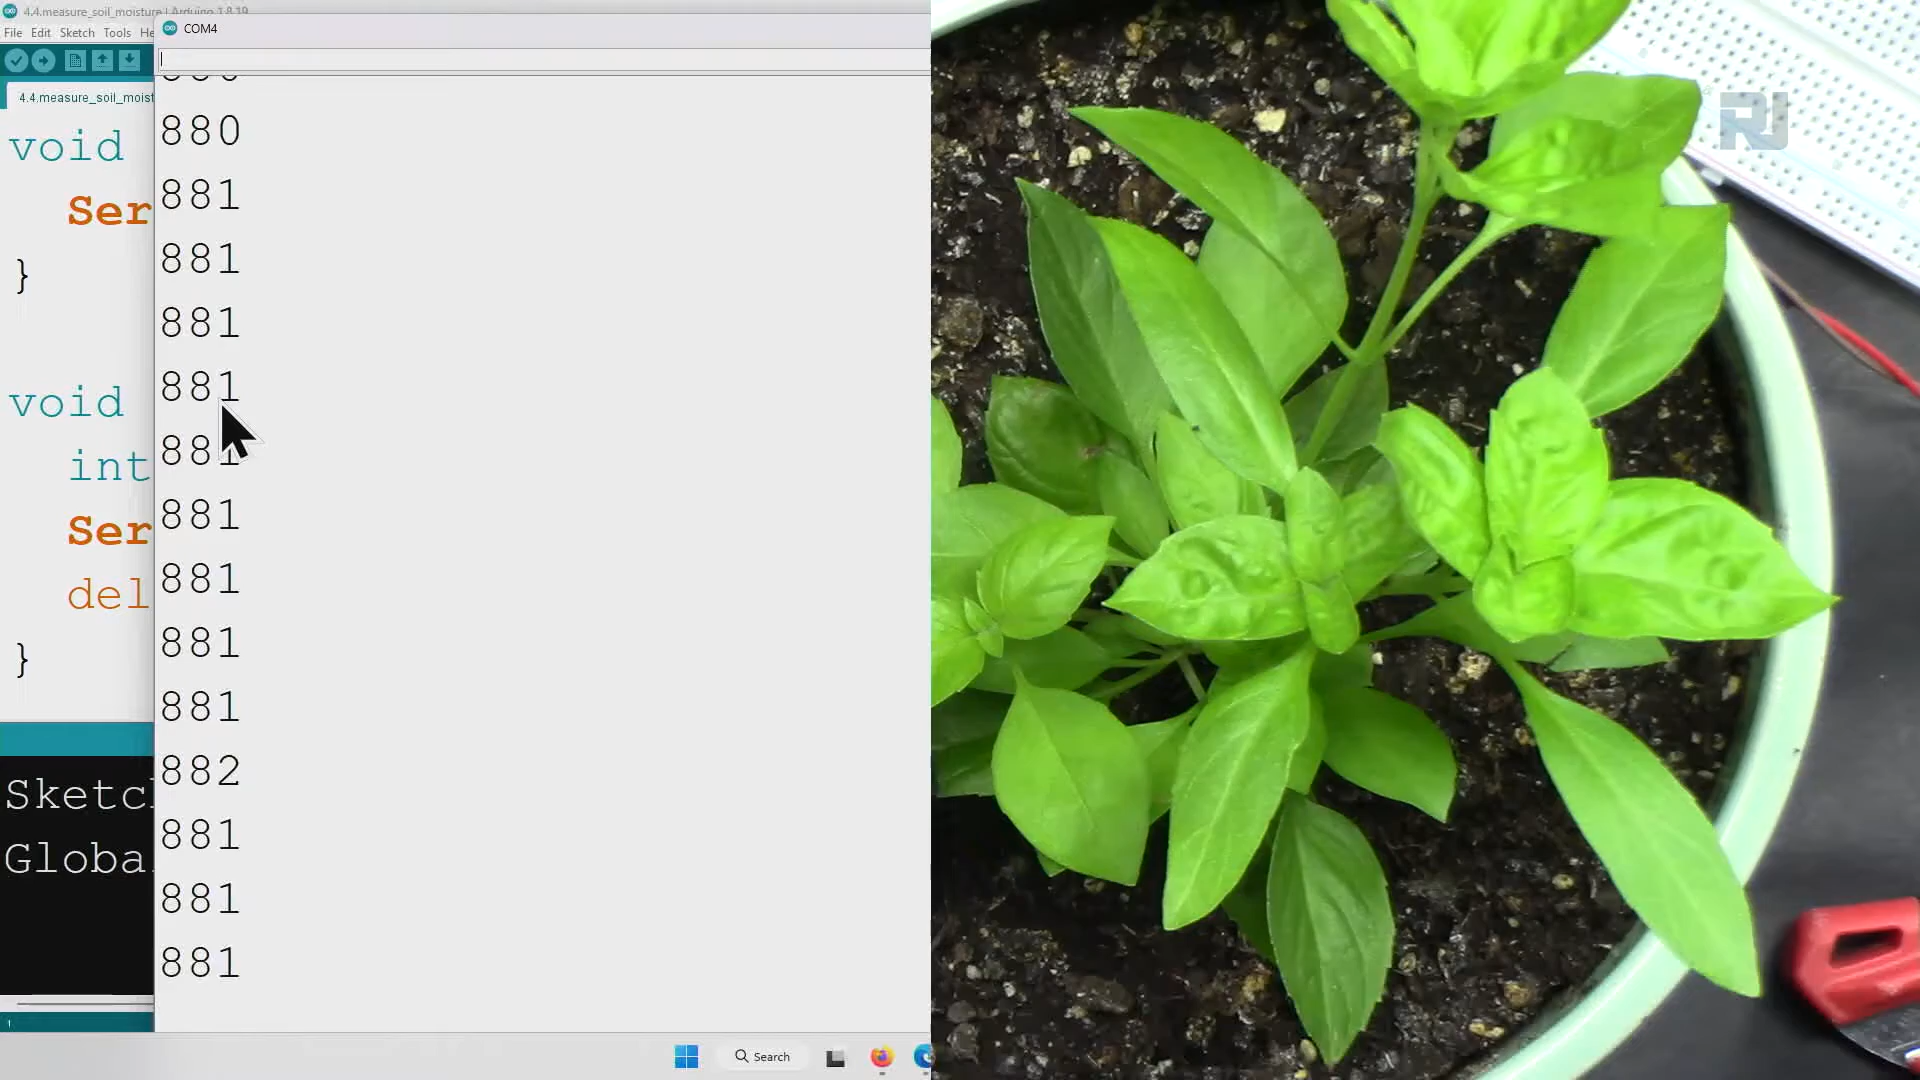 4.4.measure_soil_moisture | Arduino 1.8.19
File Edit Sketch Tools He
COM4
4.4.measure_soil_moist
void
Ser
}
void
int
Ser
del
}
880
881
881
881
881
881
881
881
881
881
882
881
881
881
Sketc
Globa
1
Search
RJ